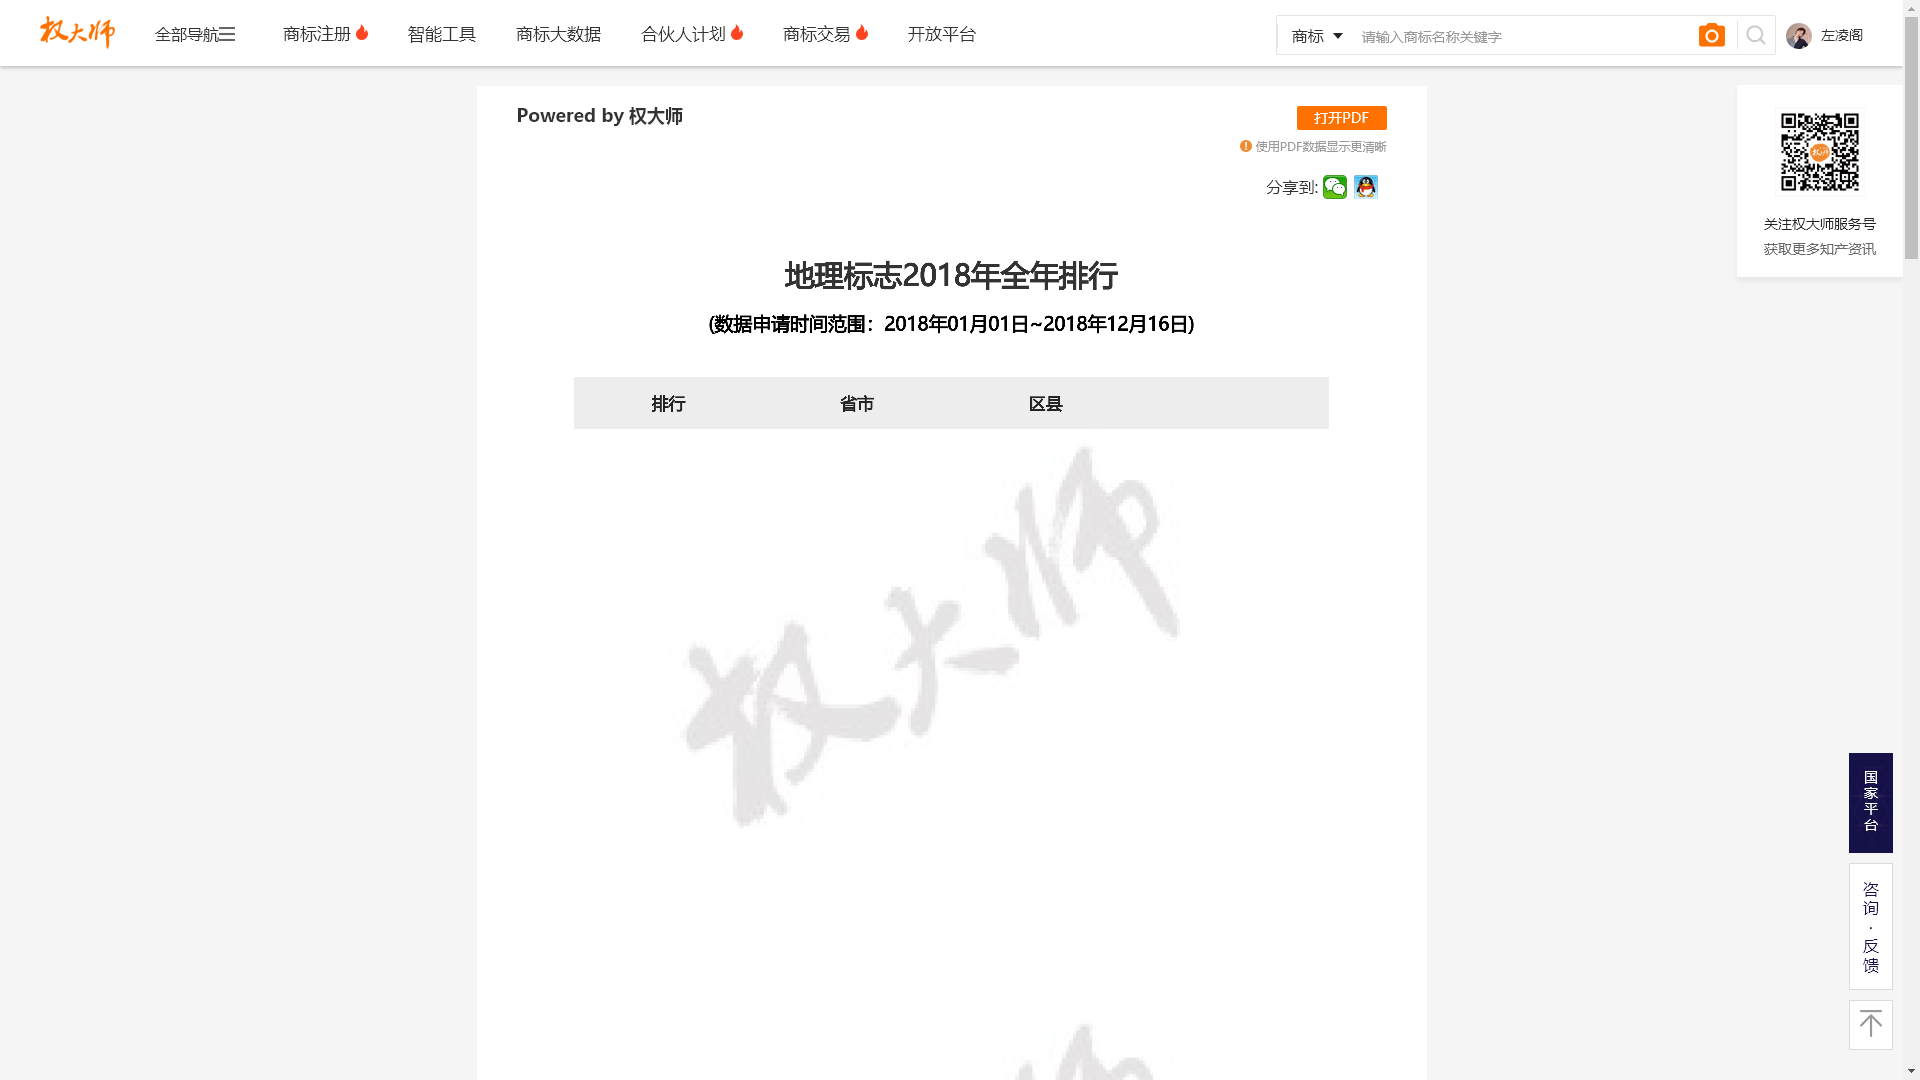 权大师 全部导航 商标注册 智能工具 商标大数据 合伙人计划 商标交易 开放平台 商标 请输入商标名称关键字 左凌阁
Powered by 权大师
打开PDF
使用PDF数据显示更清晰
分享到:
关注权大师服务号
获取更多知产资讯
地理标志2018年全年排行
(数据申请时间范围：2018年01月01日~2018年12月16日)
排行 省市 区县
权大师
国家平台
咨询·反馈